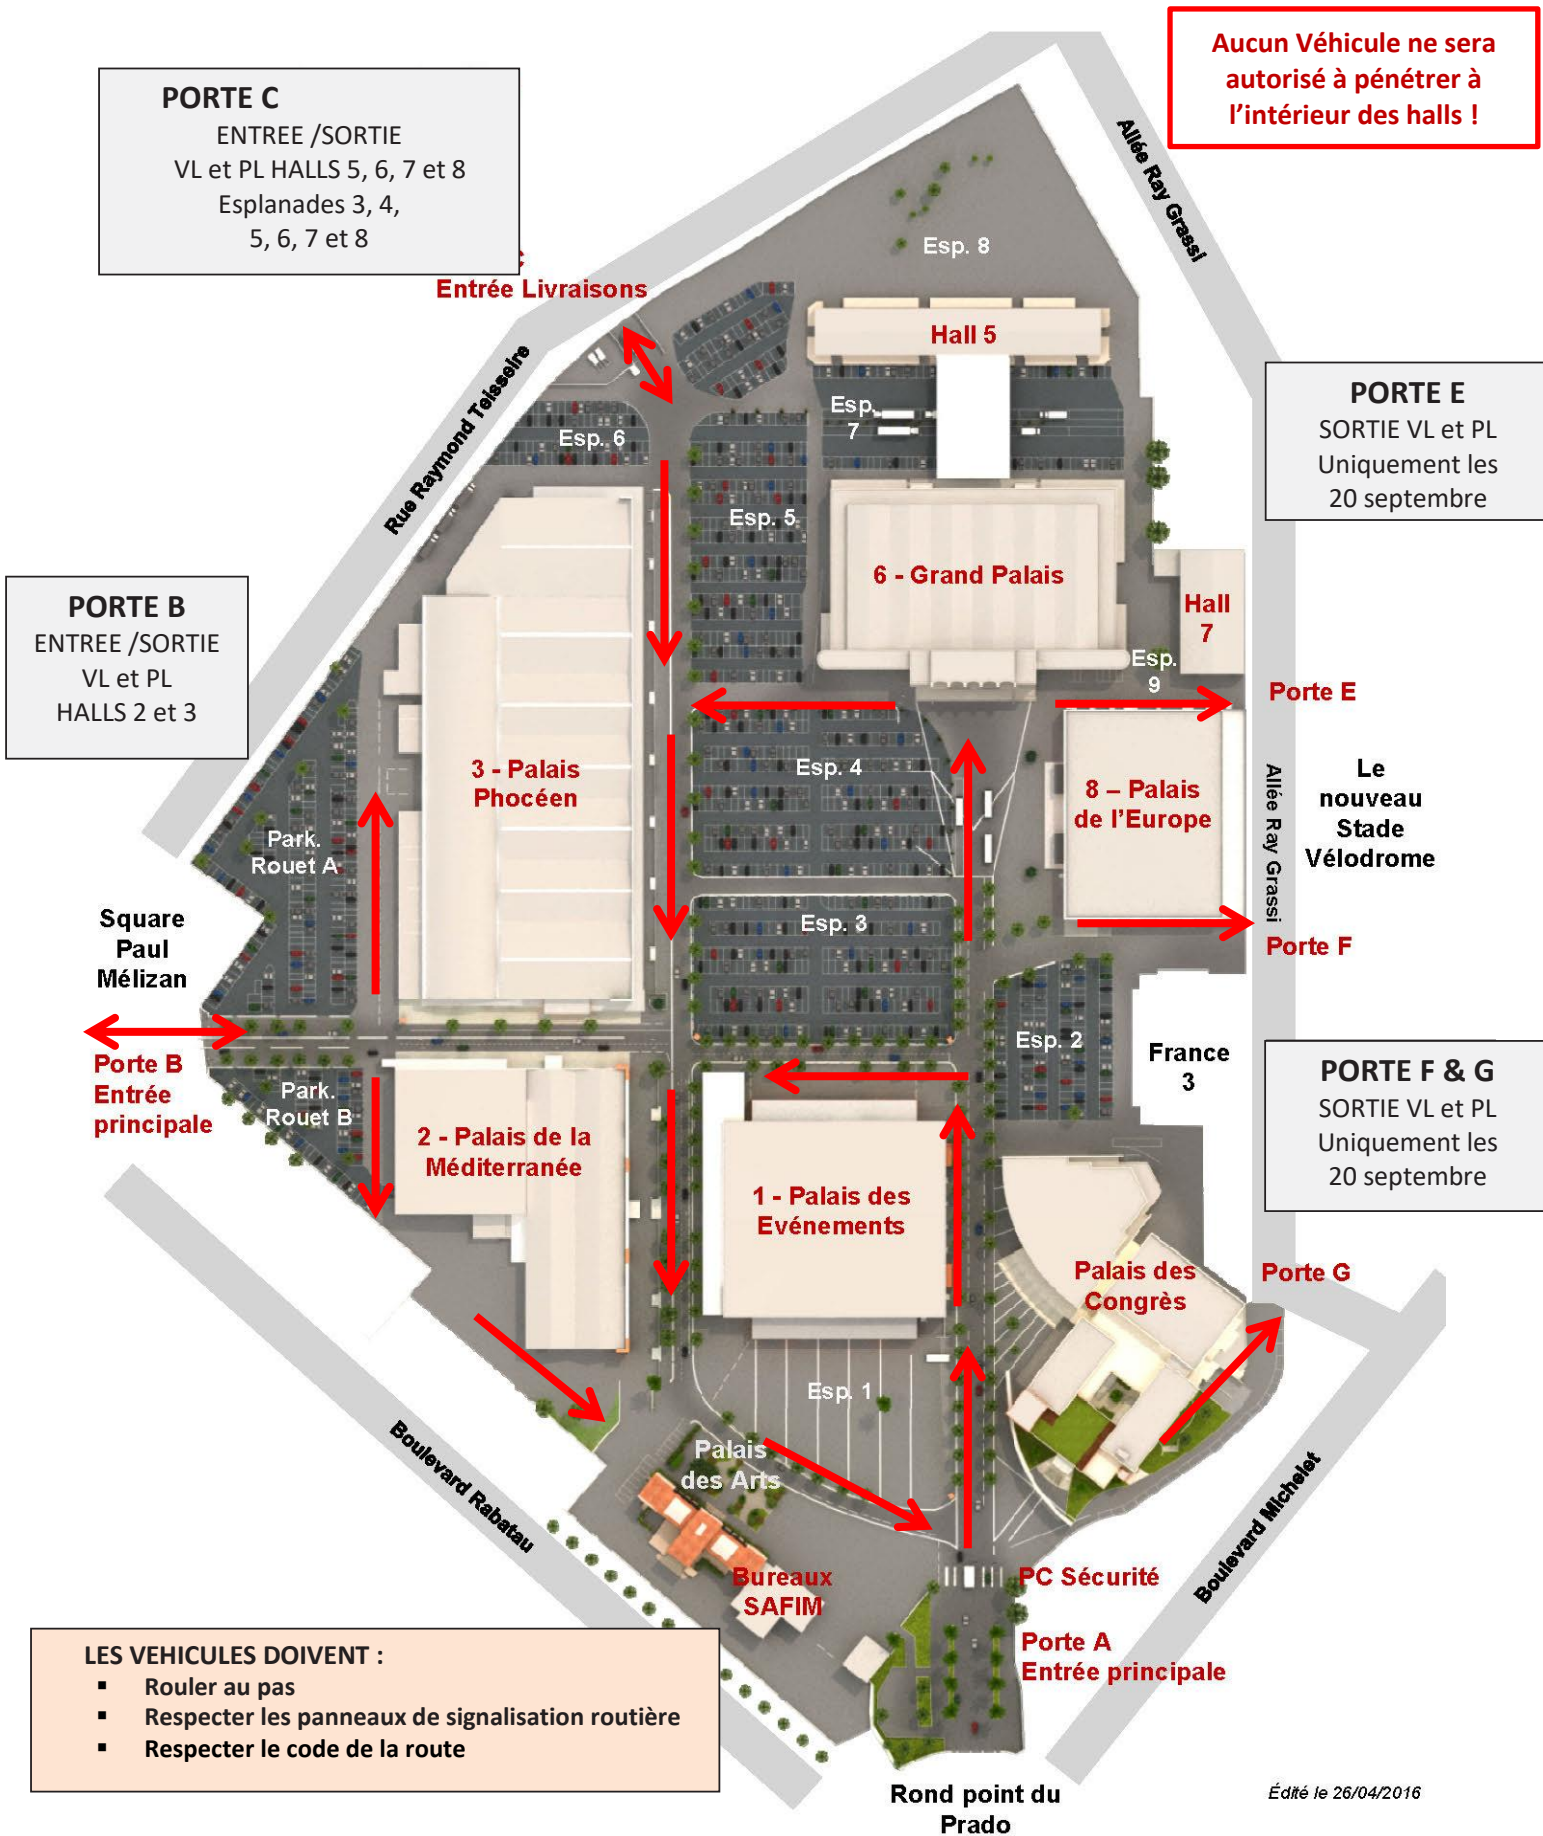 Aucun Véhicule ne sera
autorisé à pénétrer à
l'intérieur des halls !
PORTE C
ENTREE /SORTIE
VL et PL HALLS 5, 6, 7 et 8
Esplanades 3, 4,
5, 6, 7 et 8
Entrée Livraisons
Allée Ray Grassi
Esp. 8
Hall 5
Rue Raymond Teisseire
Esp. 6
Esp.
7
PORTE E
SORTIE VL et PL
Uniquement les
20 septembre
Esp. 5
6 - Grand Palais
Hall
7
PORTE B
ENTREE /SORTIE
VL et PL
HALLS 2 et 3
Esp.
9
Porte E
3 - Palais
Phocéen
Esp. 4
8 – Palais
de l'Europe
Allée Ray Grassi
Le
nouveau
Stade
Vélodrome
Park.
Rouet A
Square
Paul
Mélizan
Esp. 3
Porte F
Porte B
Entrée
principale
Park.
Rouet B
Esp. 2
France
3
PORTE F & G
SORTIE VL et PL
Uniquement les
20 septembre
2 - Palais de la
Méditerranée
1 - Palais des
Evénements
Palais des
Congrès
Porte G
Esp. 1
Palais
des Arts
Boulevard Rabatau
Boulevard Michelet
Bureaux
SAFIM
PC Sécurité
Porte A
Entrée principale
LES VEHICULES DOIVENT :
▪ Rouler au pas
▪ Respecter les panneaux de signalisation routière
▪ Respecter le code de la route
Rond point du
Prado
Édité le 26/04/2016